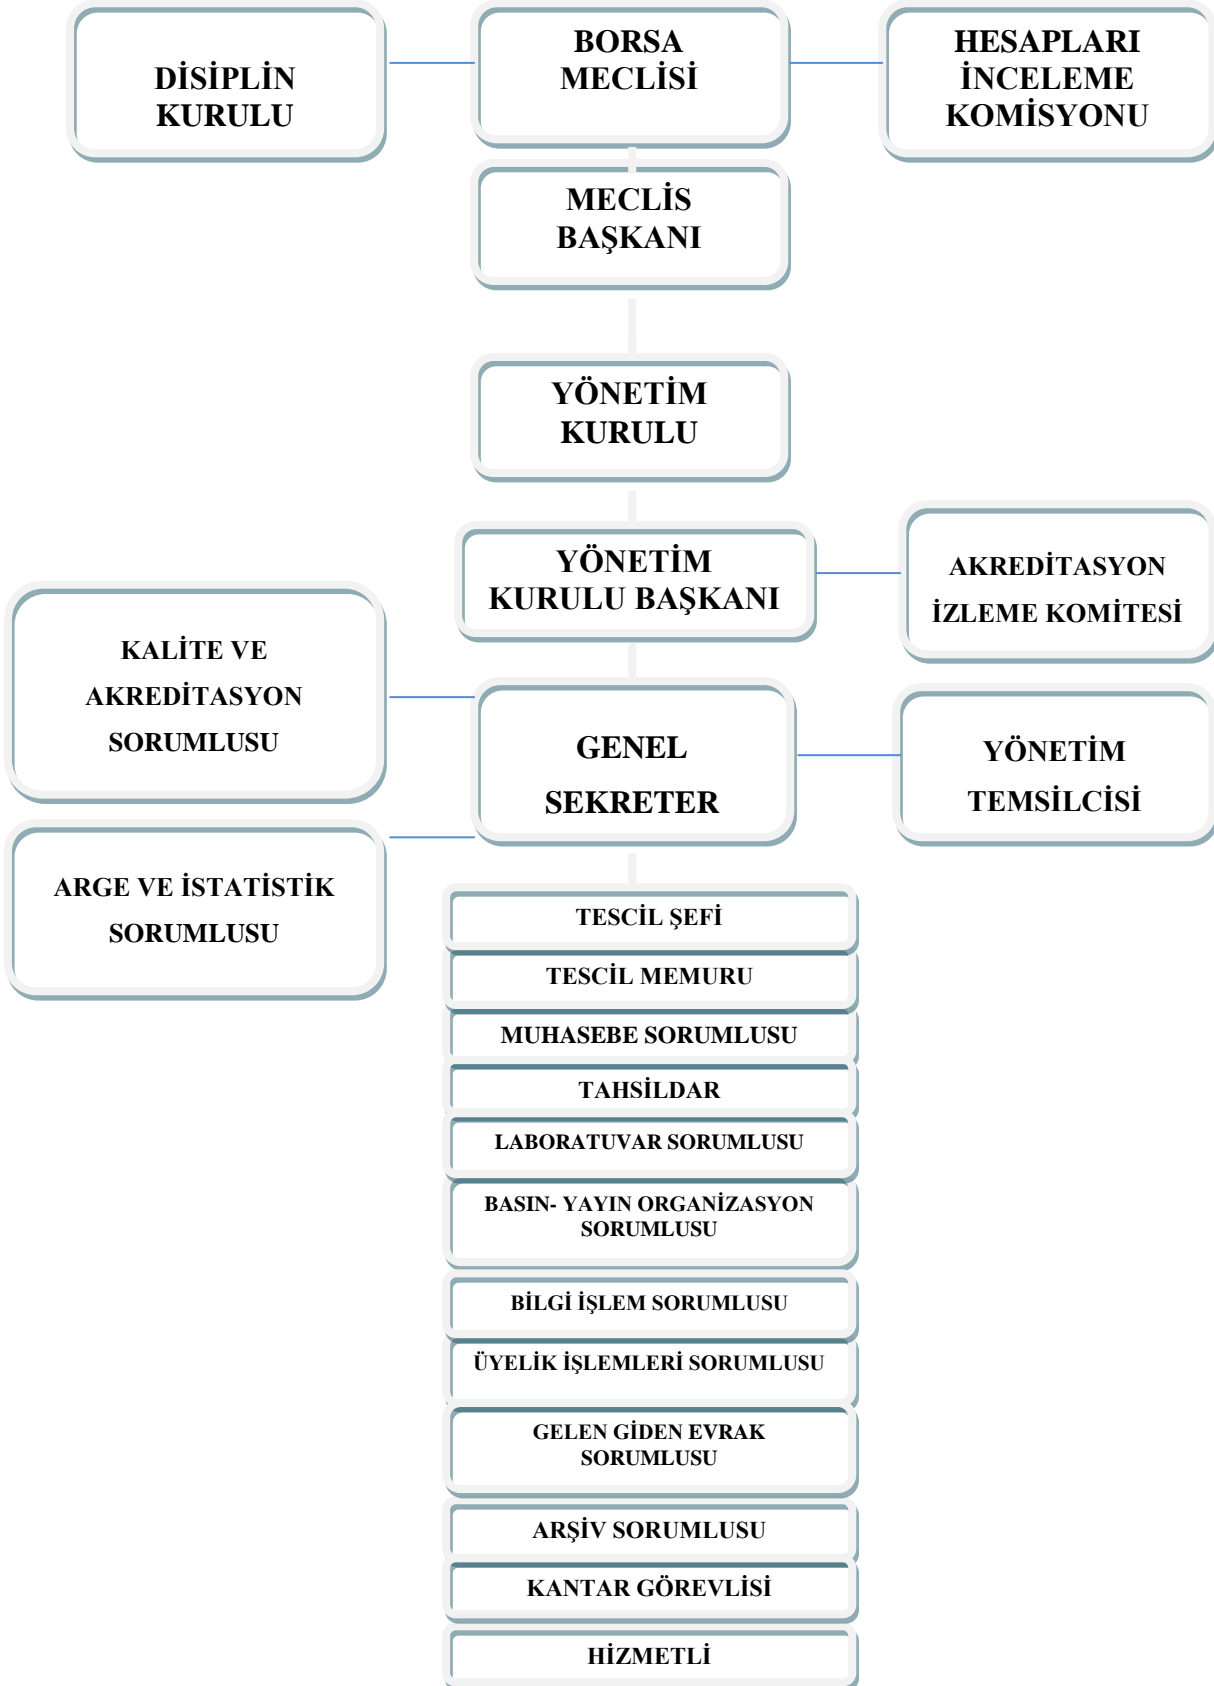 DİSİPLİN
KURULU
BORSA
MECLİSİ
HESAPLARI
İNCELEME
KOMİSYONU
MECLİS
BAŞKANI
YÖNETİM
KURULU
YÖNETİM
KURULU BAŞKANI
AKREDİTASYON
İZLEME KOMİTESİ
KALİTE VE
AKREDİTASYON
SORUMLUSU
GENEL
SEKRETER
YÖNETİM
TEMSİLCİSİ
ARGE VE İSTATİSTİK
SORUMLUSU
TESCİL ŞEFİ
TESCİL MEMURU
MUHASEBE SORUMLUSU
TAHSİLDAR
LABORATUVAR SORUMLUSU
BASIN- YAYIN ORGANİZASYON
SORUMLUSU
BİLGİ İŞLEM SORUMLUSU
ÜYELİK İŞLEMLERİ SORUMLUSU
GELEN GİDEN EVRAK
SORUMLUSU
ARŞİV SORUMLUSU
KANTAR GÖREVLİSİ
HİZMETLİ